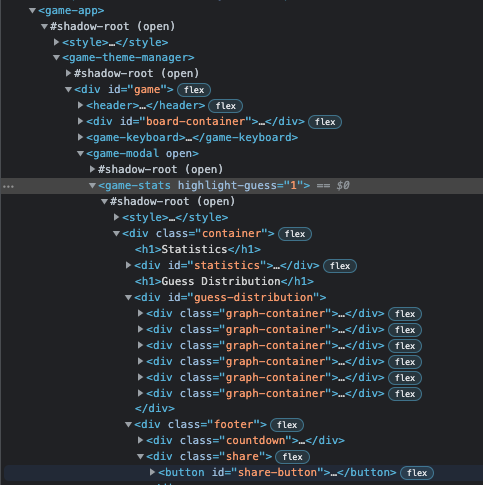 <game-app>
#shadow-root (open)
<style>…</style>
<game-theme-manager>
#shadow-root (open)
<div id="game"> flex
<header>…</header> flex
<div id="board-container">…</div> flex
<game-keyboard>…</game-keyboard>
<game-modal open>
#shadow-root (open)
… <game-stats highlight-guess="1"> == $0
#shadow-root (open)
<style>…</style>
<div class="container"> flex
<h1>Statistics</h1>
<div id="statistics">…</div> flex
<h1>Guess Distribution</h1>
<div id="guess-distribution">
<div class="graph-container">…</div> flex
<div class="graph-container">…</div> flex
<div class="graph-container">…</div> flex
<div class="graph-container">…</div> flex
<div class="graph-container">…</div> flex
<div class="graph-container">…</div> flex
</div>
<div class="footer"> flex
<div class="countdown">…</div>
<div class="share"> flex
<button id="share-button">…</button> flex